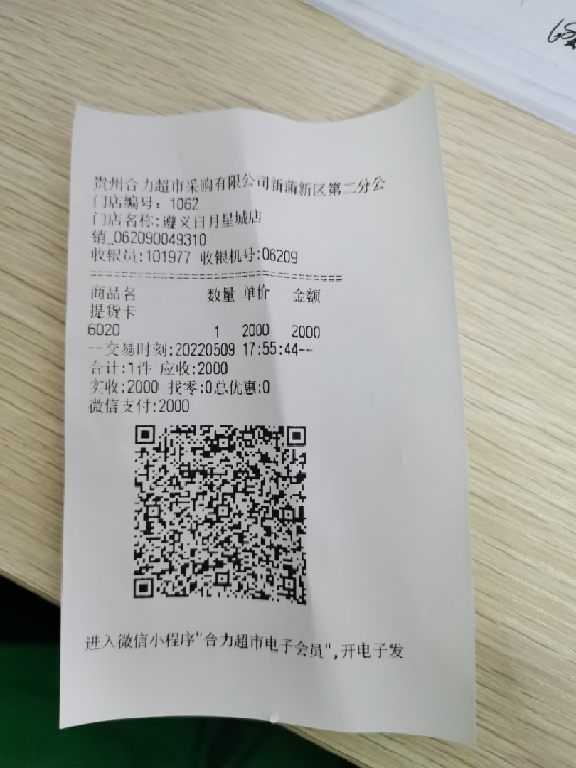 贵州合力超市采购有限公司新蒲新区第二分公
门店编号: 1062
门店名称:遵义日月星城店
销_062090049310
收银员:101977 收银机号:06209
商品名 数量 单价 金额
提货卡
6020 1 2000 2000
--交易时刻:20220509 17:55:44--
合计:1件 应收:2000
实收:2000 找零:0总优惠:0
微信支付:2000
进入微信小程序"合力超市电子会员",开电子发